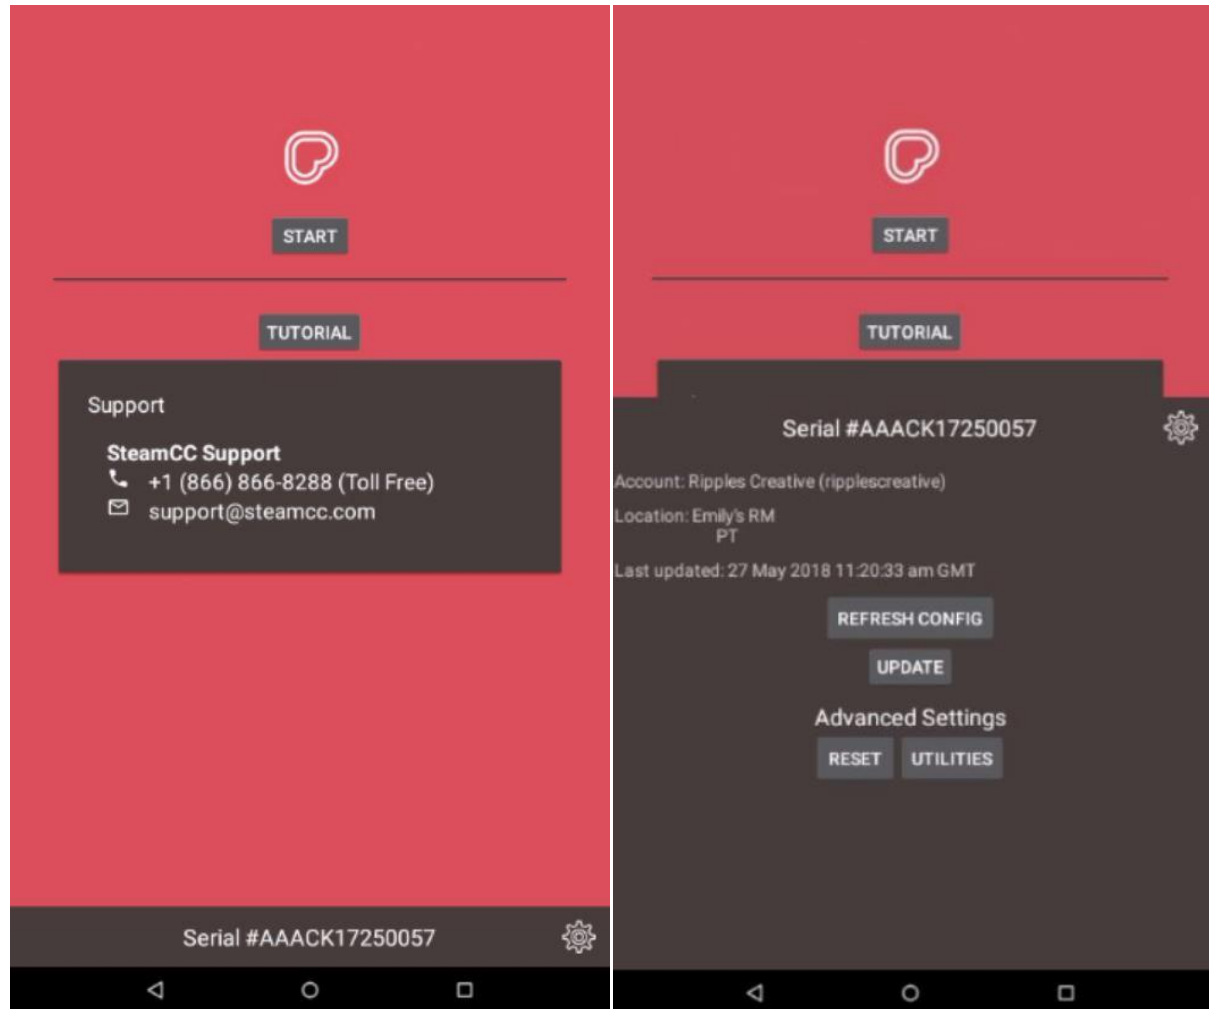 START
TUTORIAL
Support
SteamCC Support
+1 (866) 866-8288 (Toll Free)
support@steamcc.com
Serial #AAACK17250057
START
TUTORIAL
Serial #AAACK17250057
Account: Ripples Creative (ripplescreative)
Location: Emily's RM
PT
Last updated: 27 May 2018 11:20:33 am GMT
REFRESH CONFIG
UPDATE
Advanced Settings
RESET UTILITIES